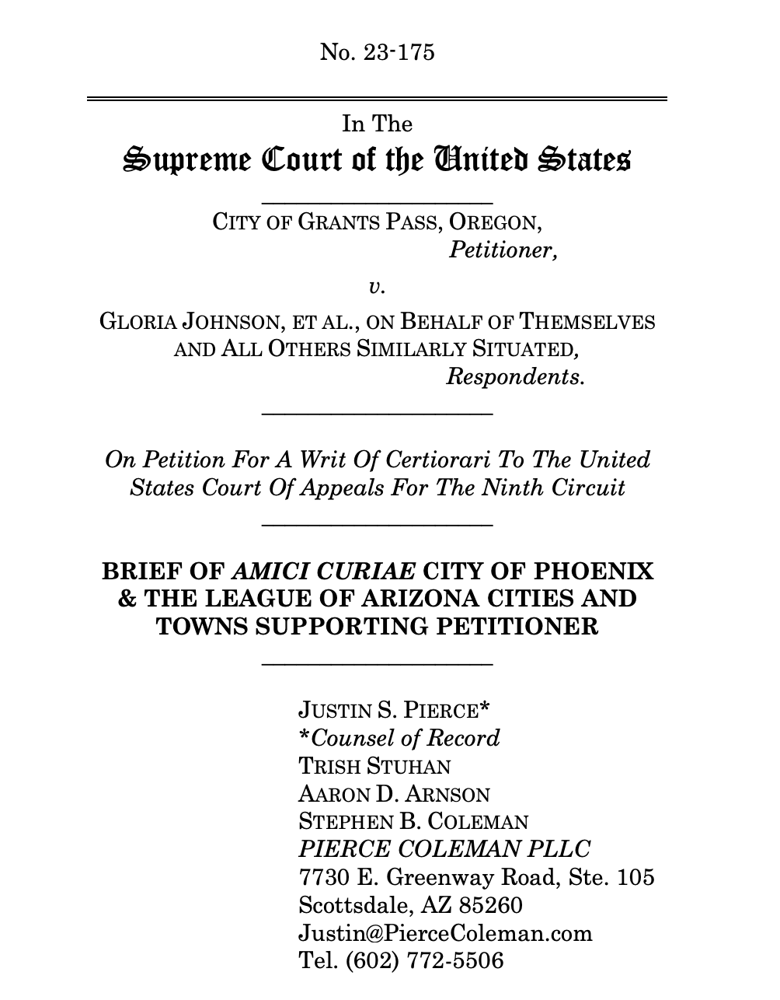 No. 23-175
In The
Supreme Court of the United States
CITY OF GRANTS PASS, OREGON,
Petitioner,
v.
GLORIA JOHNSON, ET AL., ON BEHALF OF THEMSELVES
AND ALL OTHERS SIMILARLY SITUATED,
Respondents.
On Petition For A Writ Of Certiorari To The United
States Court Of Appeals For The Ninth Circuit
BRIEF OF AMICI CURIAE CITY OF PHOENIX
& THE LEAGUE OF ARIZONA CITIES AND
TOWNS SUPPORTING PETITIONER
JUSTIN S. PIERCE*
*Counsel of Record
TRISH STUHAN
AARON D. ARNSON
STEPHEN B. COLEMAN
PIERCE COLEMAN PLLC
7730 E. Greenway Road, Ste. 105
Scottsdale, AZ 85260
Justin@PierceColeman.com
Tel. (602) 772-5506